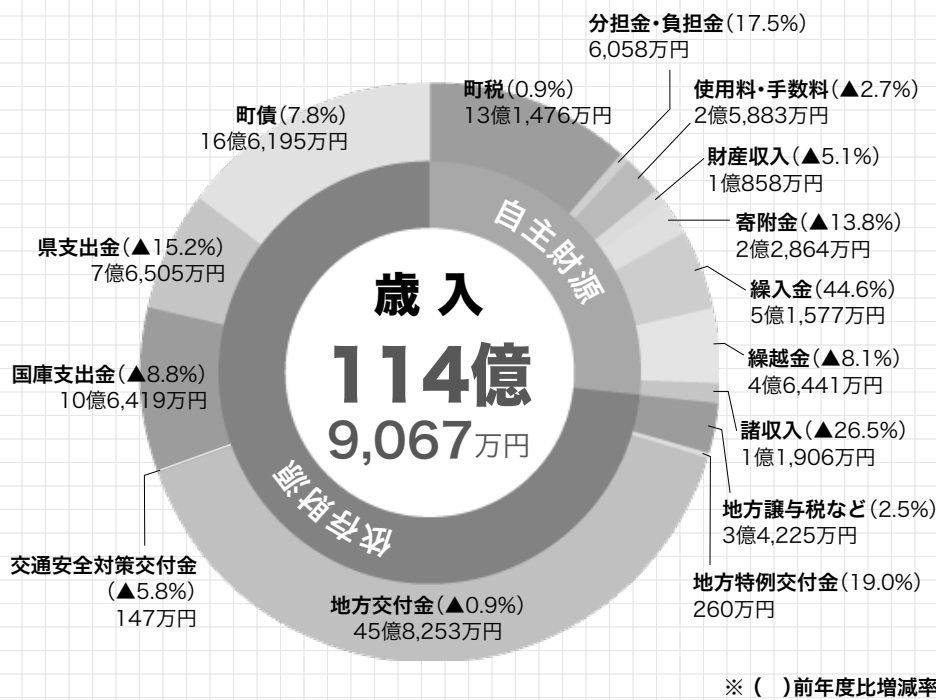 分担金・負担金(17.5%)
6,058万円
町税(0.9%)
13億1,476万円
使用料・手数料(▲2.7%)
2億5,883万円
町債(7.8%)
16億6,195万円
財産収入(▲5.1%)
1億858万円
寄附金(▲13.8%)
2億2,864万円
県支出金(▲15.2%)
7億6,505万円
繰入金(44.6%)
5億1,577万円
繰越金(▲8.1%)
4億6,441万円
国庫支出金(▲8.8%)
10億6,419万円
諸収入(▲26.5%)
1億1,906万円
自主財源
歳入
114億
9,067万円
依存財源
地方譲与税など(2.5%)
3億4,225万円
交通安全対策交付金
(▲5.8%)
147万円
地方特例交付金(19.0%)
260万円
地方交付金(▲0.9%)
45億8,253万円
※( )前年度比増減率